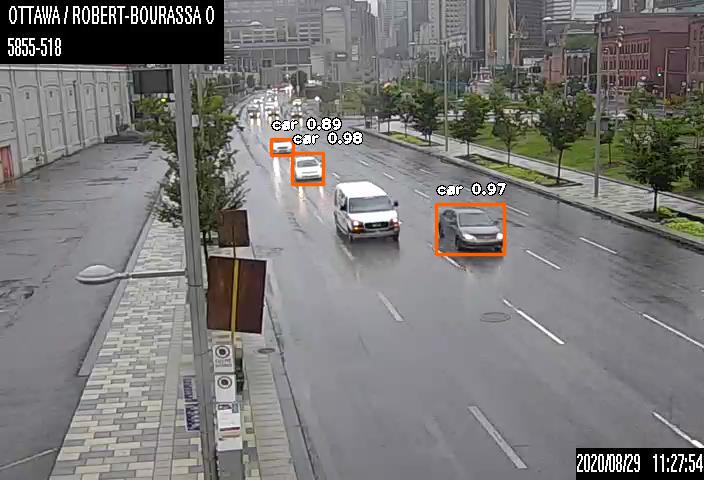 OTTAWA / ROBERT-BOURASSA O
5855-518
car 0.89
car 0.98
car 0.97
2020/08/29 11:27:54